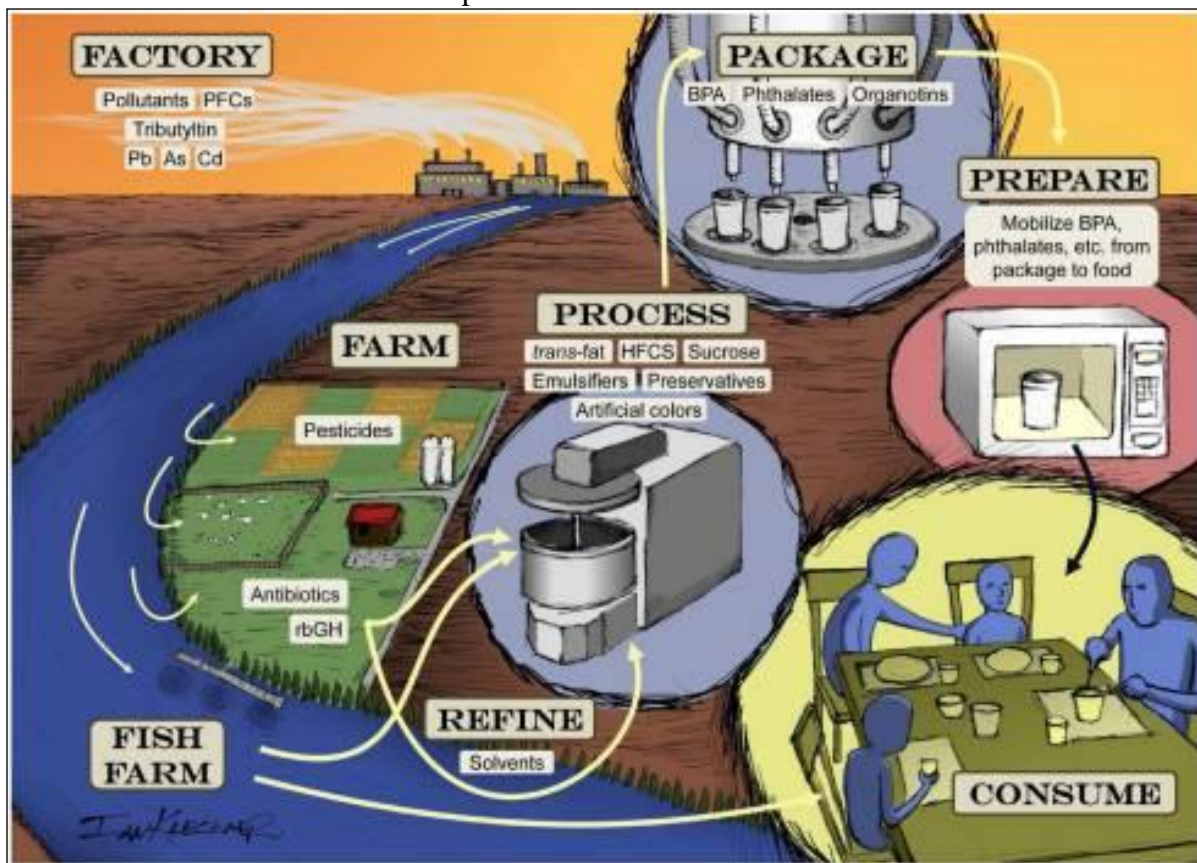 FACTORY
Pollutants PFCs
Tributyltin
Pb As Cd
PACKAGE
BPA Phthalates Organotins
PREPARE
Mobilize BPA,
phthalates, etc. from
package to food
PROCESS
trans-fat HFCS Sucrose
Emulsifiers Preservatives
Artificial colors
FARM
Pesticides
Antibiotics
rbGH
REFINE
Solvents
FISH
FARM
CONSUME